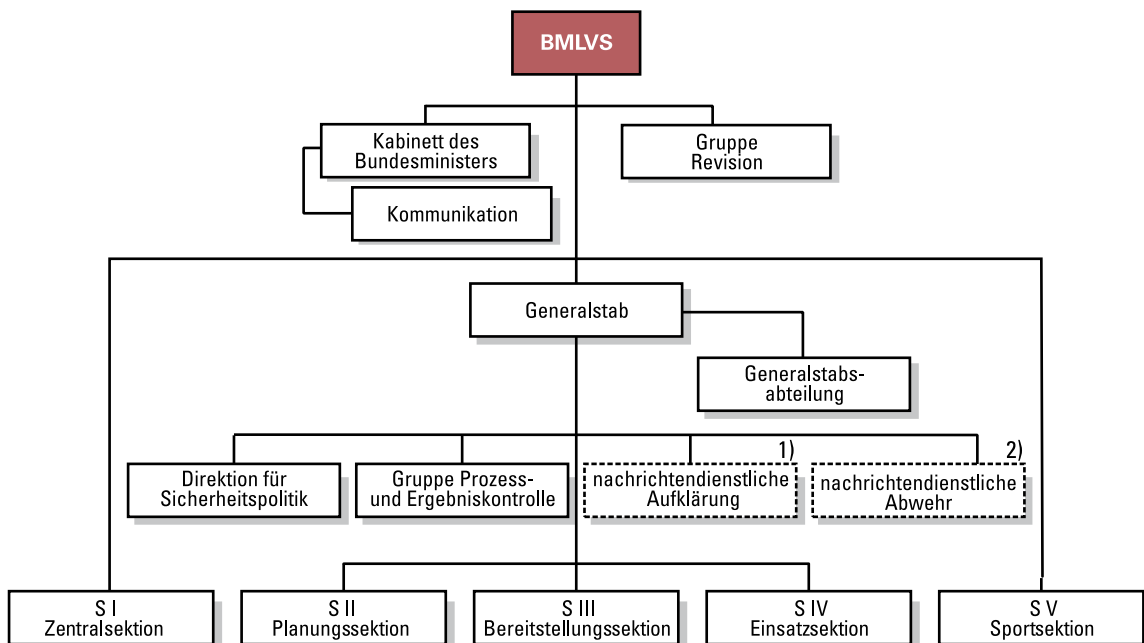 BMLVS
Kabinett des
Bundesministers
Gruppe
Revision
Kommunikation
Generalstab
Generalstabs-
abteilung
Direktion für
Sicherheitspolitik
Gruppe Prozess-
und Ergebniskontrolle
1)
nachrichtendienstliche
Aufklärung
2)
nachrichtendienstliche
Abwehr
S I
Zentralsektion
S II
Planungssektion
S III
Bereitstellungssektion
S IV
Einsatzsektion
S V
Sportsektion